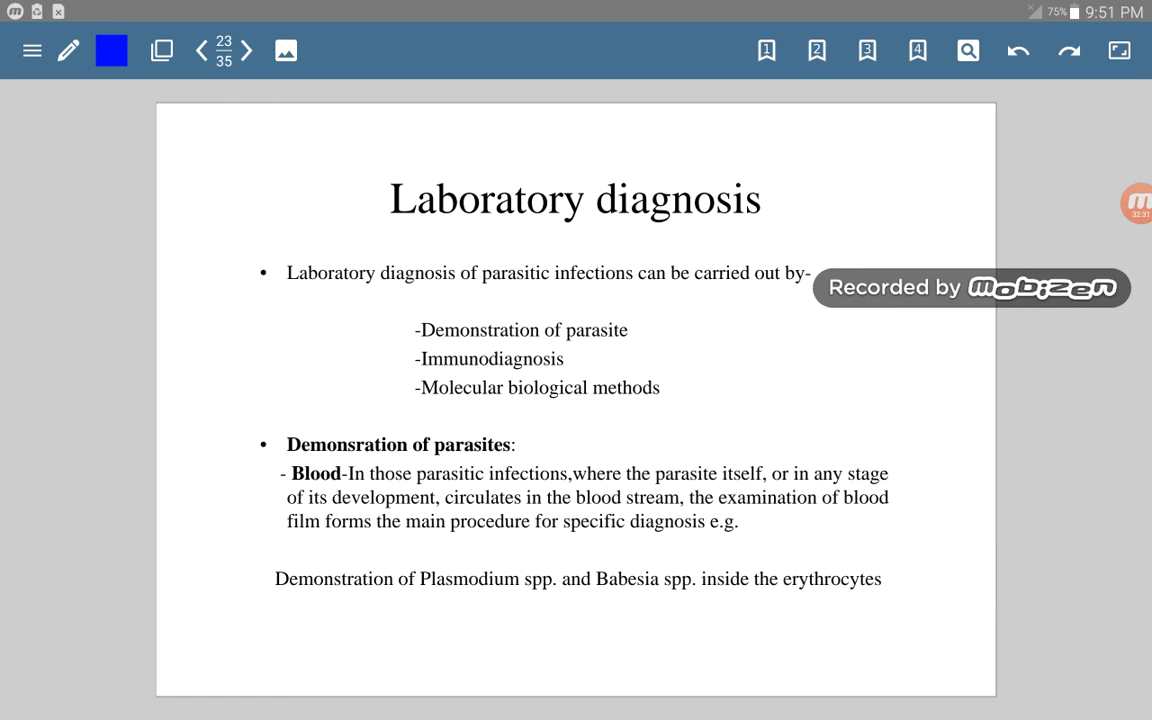 75% 9:51 PM
23
35
1 2 3 4
Laboratory diagnosis
• Laboratory diagnosis of parasitic infections can be carried out by-
Recorded by mobizen
32:31
-Demonstration of parasite
-Immunodiagnosis
-Molecular biological methods
• Demonsration of parasites:
- Blood-In those parasitic infections,where the parasite itself, or in any stage
of its development, circulates in the blood stream, the examination of blood
film forms the main procedure for specific diagnosis e.g.
Demonstration of Plasmodium spp. and Babesia spp. inside the erythrocytes